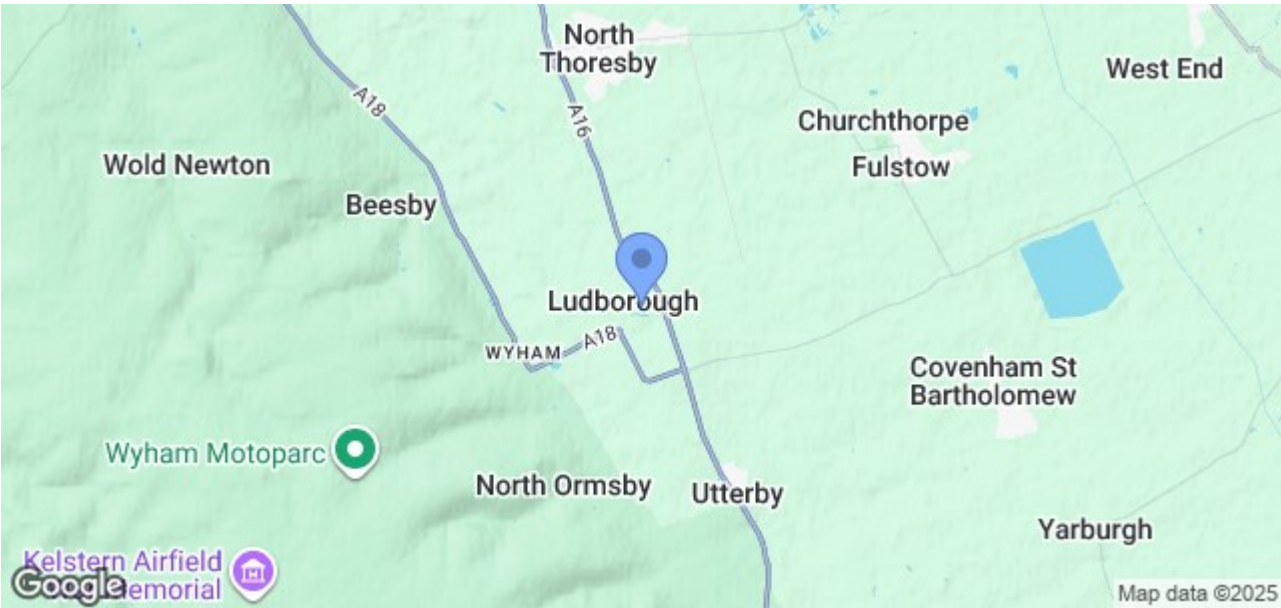 North
Thoresby
West End
A18
A16
Churchthorpe
Fulstow
Wold Newton
Beesby
Ludborough
WYHAM
A18
Covenham St
Bartholomew
Wyham Motoparc
North Ormsby
Utterby
Yarburgh
Kelstern Airfield
Memorial
Google
Map data ©2025